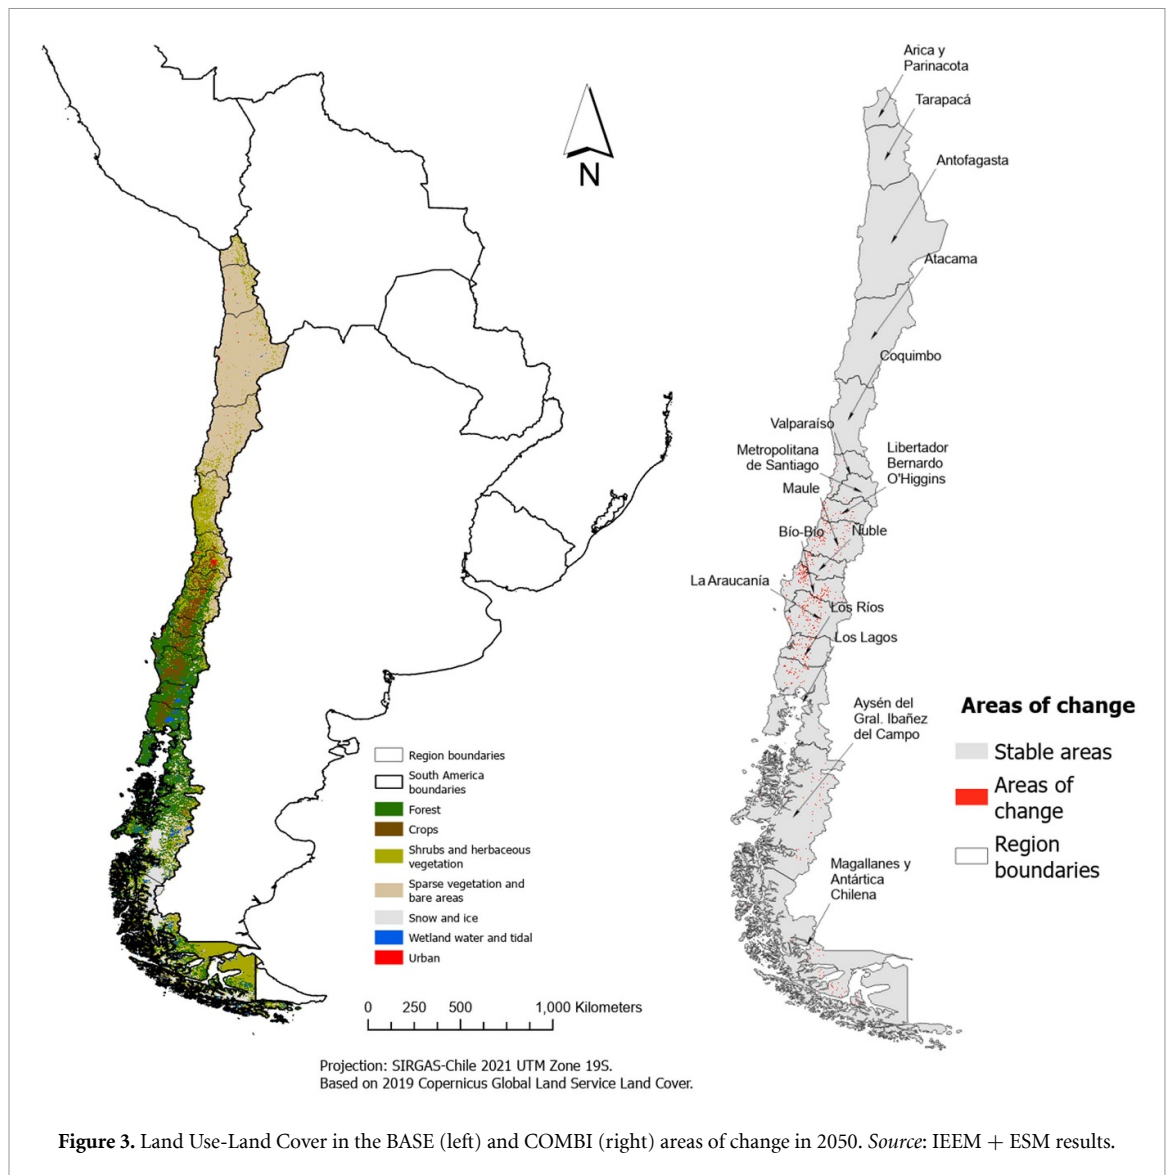 N
Region boundaries
South America
boundaries
Forest
Crops
Shrubs and herbaceous
vegetation
Sparse vegetation and
bare areas
Snow and ice
Wetland water and tidal
Urban
0 250 500 1,000 Kilometers
Projection: SIRGAS-Chile 2021 UTM Zone 19S.
Based on 2019 Copernicus Global Land Service Land Cover.
Arica y
Parinacota
Tarapacá
Antofagasta
Atacama
Coquimbo
Valparaíso
Metropolitana
de Santiago
Libertador
Bernardo
O'Higgins
Maule
Bío-Bío
Ñuble
La Araucanía
Los Ríos
Los Lagos
Aysén del
Gral. Ibañez
del Campo
Magallanes y
Antártica
Chilena
Areas of change
Stable areas
Areas of
change
Region
boundaries
Figure 3. Land Use-Land Cover in the BASE (left) and COMBI (right) areas of change in 2050. Source: IEEM + ESM results.